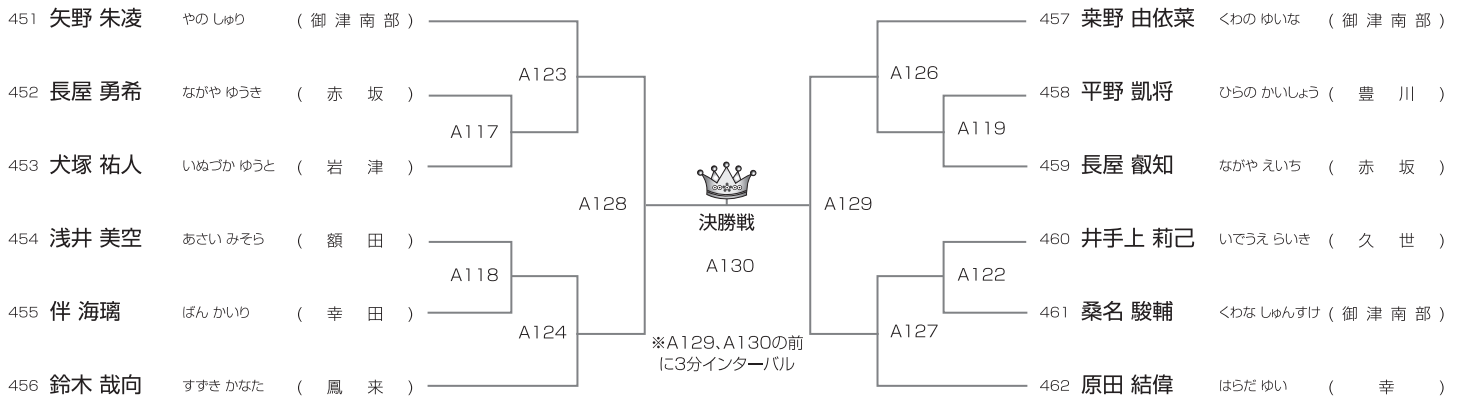 451 矢野 朱凌 やの しゅり (御津南部)
A123
452 長屋 勇希 ながや ゆうき (赤坂)
A117
453 犬塚 祐人 いぬづか ゆうと (岩津)
A128
454 浅井 美空 あさい みそら (額田)
A118
455 伴 海璃 ばん かいり (幸田)
A124
456 鈴木 哉向 すずき かなた (鳳来)
決勝戦
A130
※A129、A130の前
に3分インターバル
457 桒野 由依菜 くわの ゆいな (御津南部)
A126
458 平野 凱将 ひらの かいしょう (豊川)
A119
459 長屋 叡知 ながや えいち (赤坂)
A129
460 井手上 莉己 いでうえ らいき (久世)
A122
461 桑名 駿輔 くわな しゅんすけ (御津南部)
A127
462 原田 結偉 はらだ ゆい (幸)